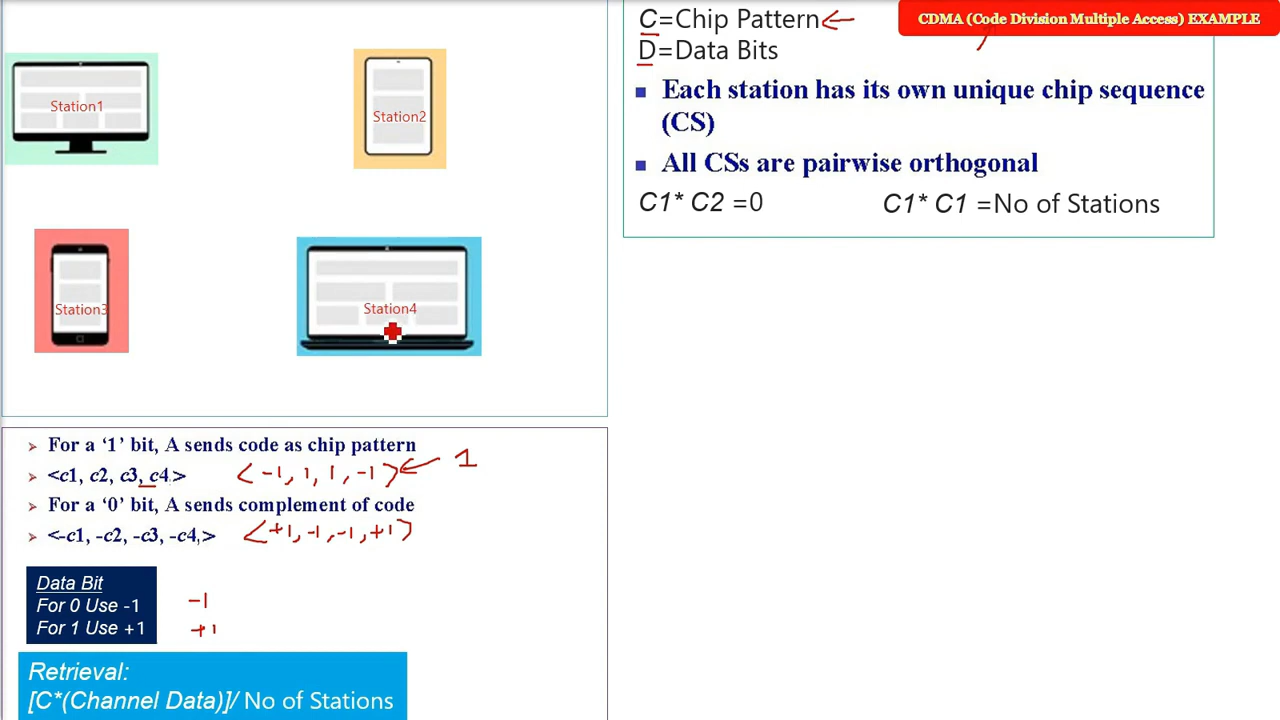 CDMA (Code Division Multiple Access) EXAMPLE
Station1
Station2
Station3
Station4
C=Chip Pattern
D=Data Bits
Each station has its own unique chip sequence
(CS)
All CSs are pairwise orthogonal
C1* C2 =0
C1* C1 =No of Stations
For a ‘1’ bit, A sends code as chip pattern
<c1, c2, c3, c4> <-1, 1, 1, -1> 1
For a ‘0’ bit, A sends complement of code
<-c1, -c2, -c3, -c4,> <+1, -1, -1, +1>
Data Bit
For 0 Use -1 -1
For 1 Use +1 +1
Retrieval:
[C*(Channel Data)]/ No of Stations